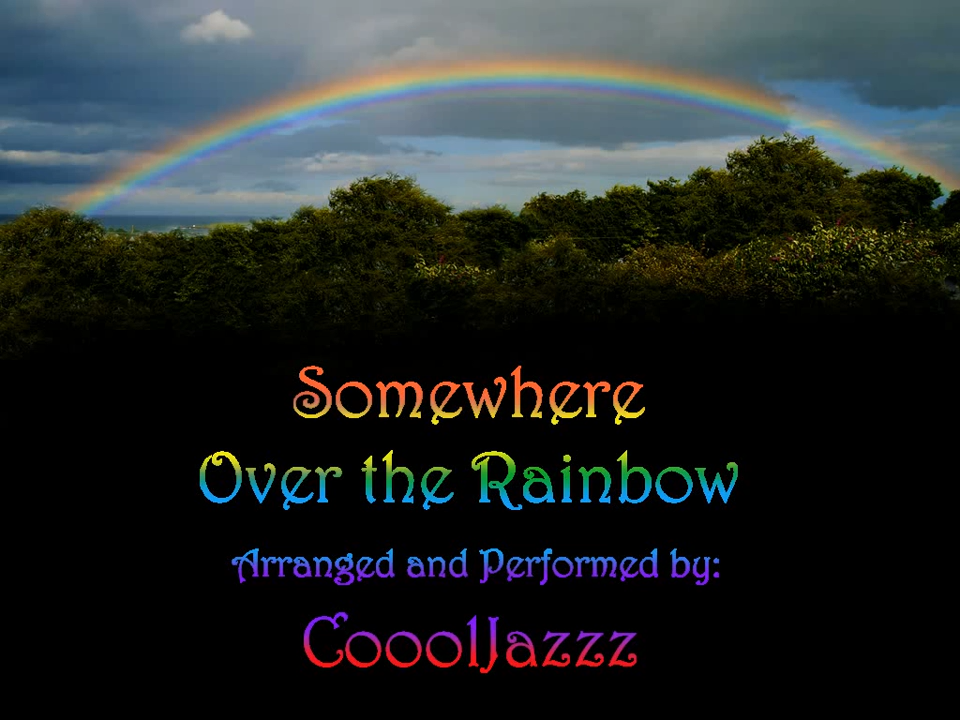 Somewhere
Over the Rainbow
Arranged and Performed by:
CooolJazzz